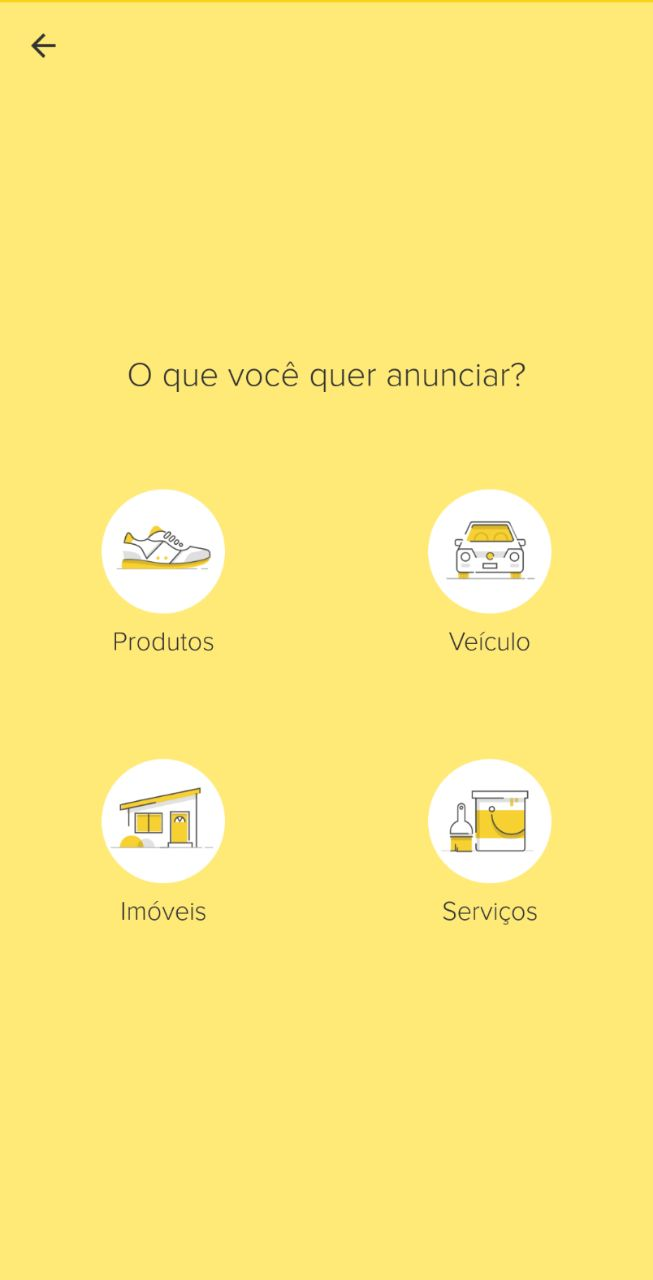 O que você quer anunciar?
Produtos
Veículo
Imóveis
Serviços